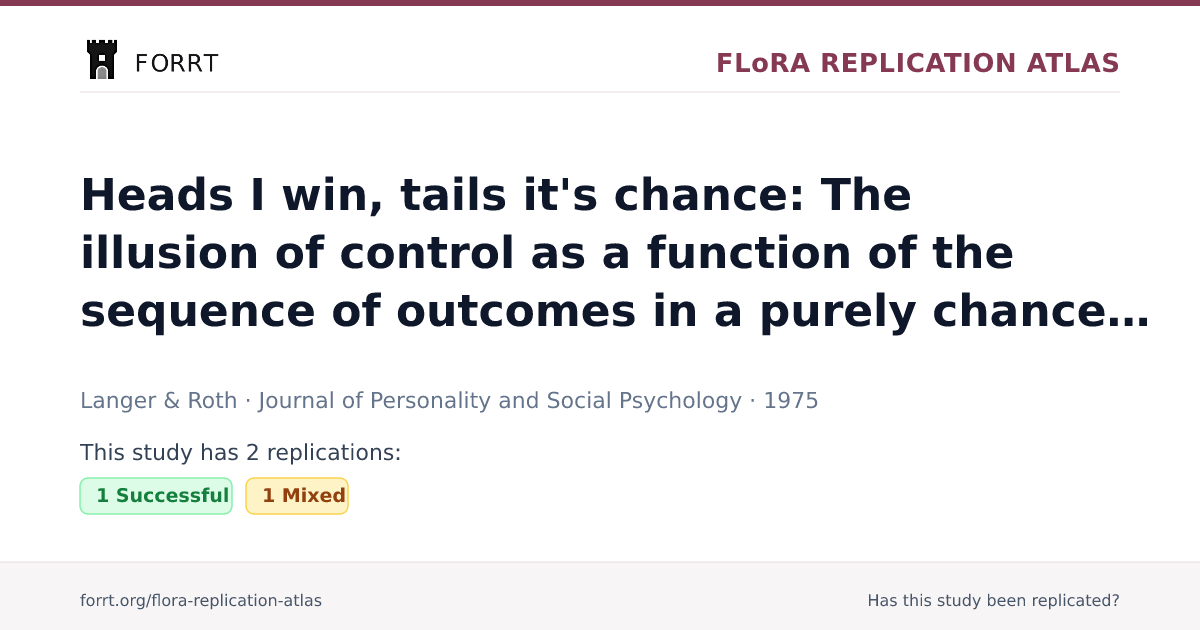 FORRT
FLoRA REPLICATION ATLAS
Heads I win, tails it's chance: The
illusion of control as a function of the
sequence of outcomes in a purely chance…
Langer & Roth · Journal of Personality and Social Psychology · 1975
This study has 2 replications:
1 Successful 1 Mixed
forrt.org/flora-replication-atlas
Has this study been replicated?